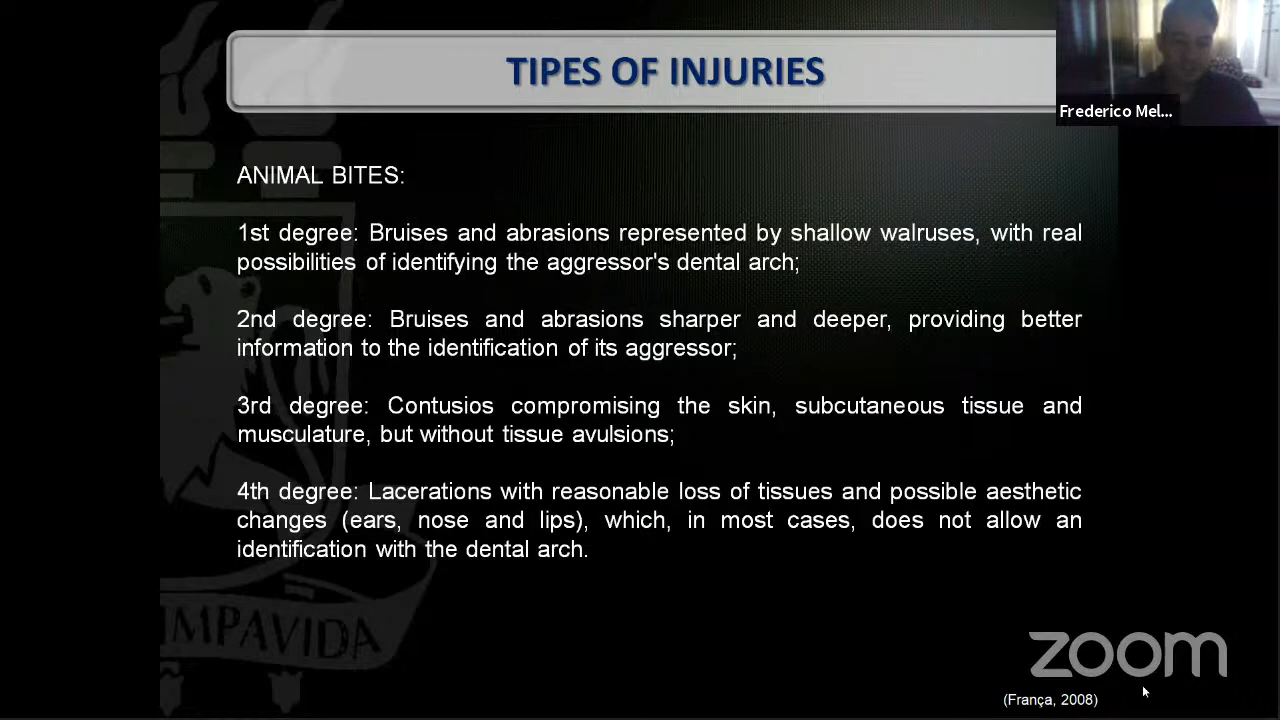 TIPES OF INJURIES
Frederico Mel...
ANIMAL BITES:
1st degree: Bruises and abrasions represented by shallow walruses, with real
possibilities of identifying the aggressor's dental arch;
2nd degree: Bruises and abrasions sharper and deeper, providing better
information to the identification of its aggressor;
3rd degree: Contusios compromising the skin, subcutaneous tissue and
musculature, but without tissue avulsions;
4th degree: Lacerations with reasonable loss of tissues and possible aesthetic
changes (ears, nose and lips), which, in most cases, does not allow an
identification with the dental arch.
IMPAVIDA
zoom
(França, 2008)